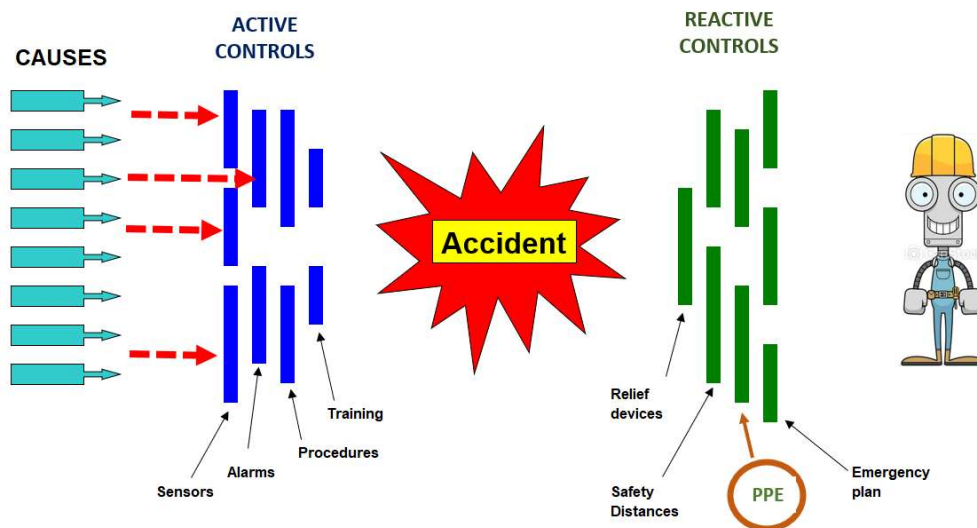 CAUSES
ACTIVE
CONTROLS
REACTIVE
CONTROLS
Accident
Training
Procedures
Alarms
Sensors
Relief
devices
Safety
Distances
PPE
Emergency
plan